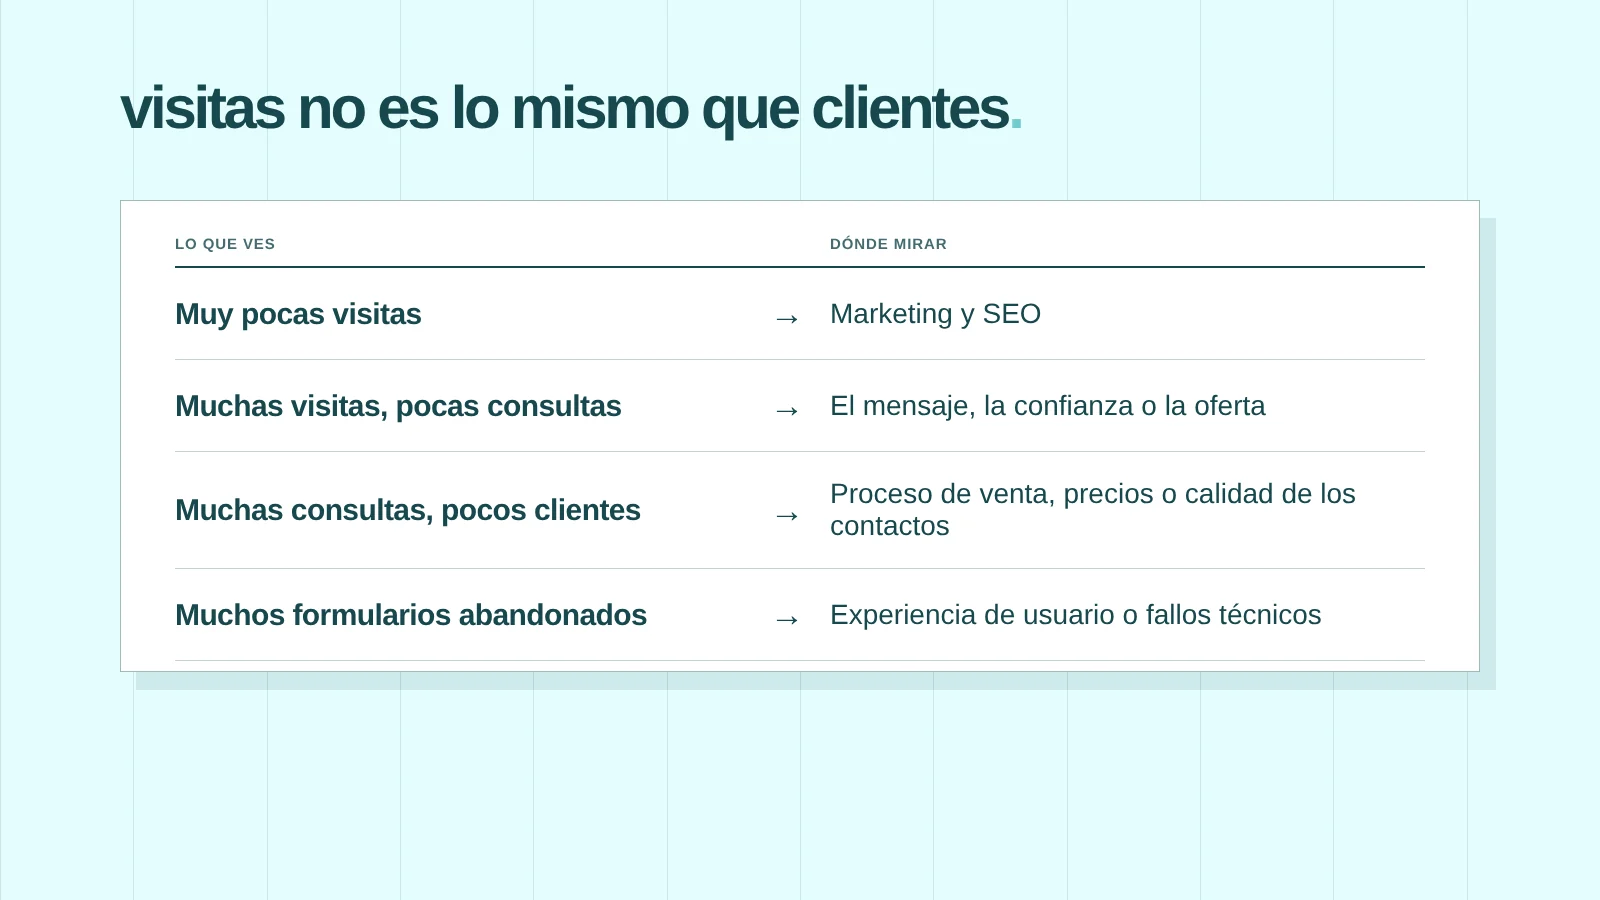 visitas no es lo mismo que clientes.
LO QUE VES DÓNDE MIRAR
Muy pocas visitas → Marketing y SEO
Muchas visitas, pocas consultas → El mensaje, la confianza o la oferta
Muchas consultas, pocos clientes → Proceso de venta, precios o calidad de los
contactos
Muchos formularios abandonados → Experiencia de usuario o fallos técnicos